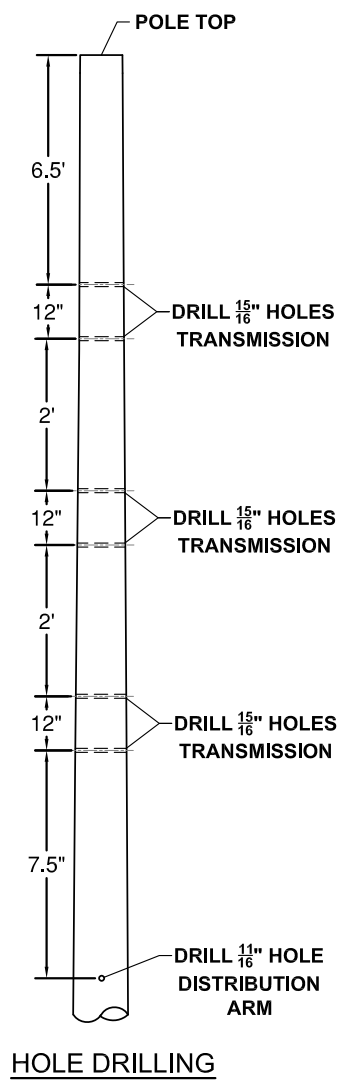 POLE TOP
6.5'
12"
DRILL 15/16" HOLES
TRANSMISSION
2'
12"
DRILL 15/16" HOLES
TRANSMISSION
2'
12"
DRILL 15/16" HOLES
TRANSMISSION
7.5"
DRILL 11/16" HOLE
DISTRIBUTION
ARM
HOLE DRILLING